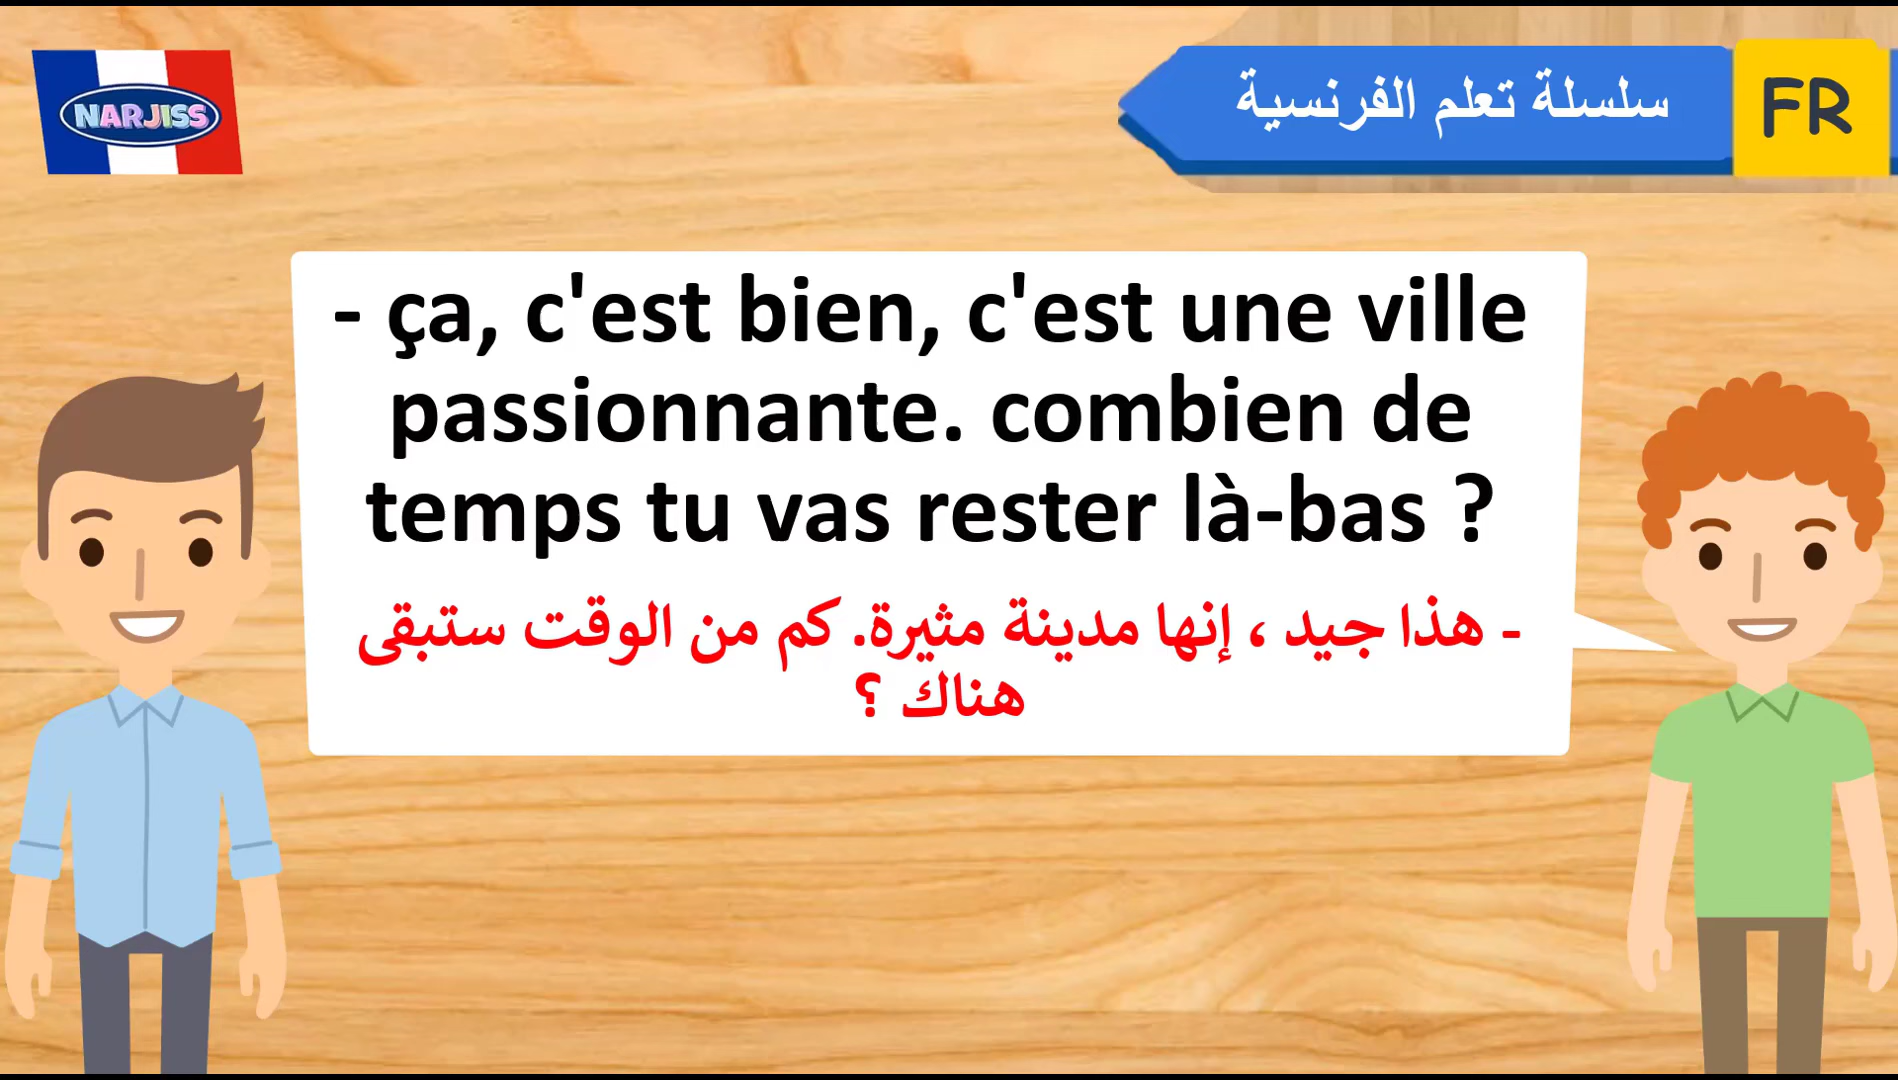 NARJISS
سلسلة تعلم الفرنسية
FR
- ça, c'est bien, c'est une ville
passionnante. combien de
temps tu vas rester là-bas ?
- هذا جيد ، إنها مدينة مثيرة. كم من الوقت ستبقى
هناك ؟